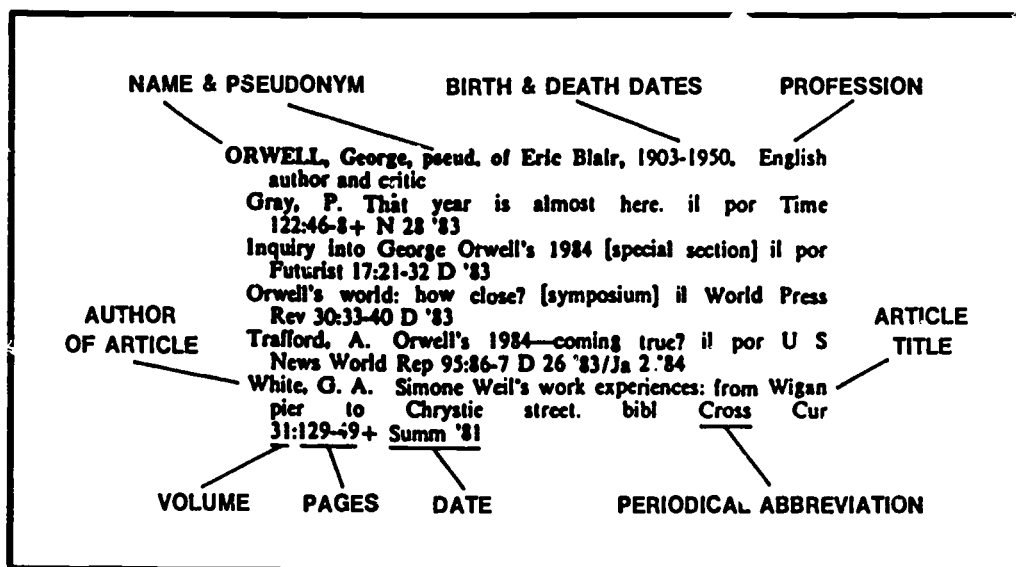 NAME & PSEUDONYM BIRTH & DEATH DATES PROFESSION
ORWELL, George, pseud. of Eric Blair, 1903-1950. English
author and critic
Gray, P. That year is almost here. il por Time
122:46-8+ N 28 '83
Inquiry into George Orwell's 1984 [special section] il por
Futurist 17:21-32 D '83
Orwell's world: how close? [symposium] il World Press
Rev 30:33-40 D '83
AUTHOR
OF ARTICLE
Trafford, A. Orwell's 1984—coming true? il por U S
News World Rep 95:86-7 D 26 '83/Ja 2 '84
ARTICLE
TITLE
White, G. A. Simone Weil's work experiences: from Wigan
pier to Chrystie street. bibl Cross Cur
31:129-49+ Summ '81
VOLUME PAGES DATE PERIODICAL ABBREVIATION